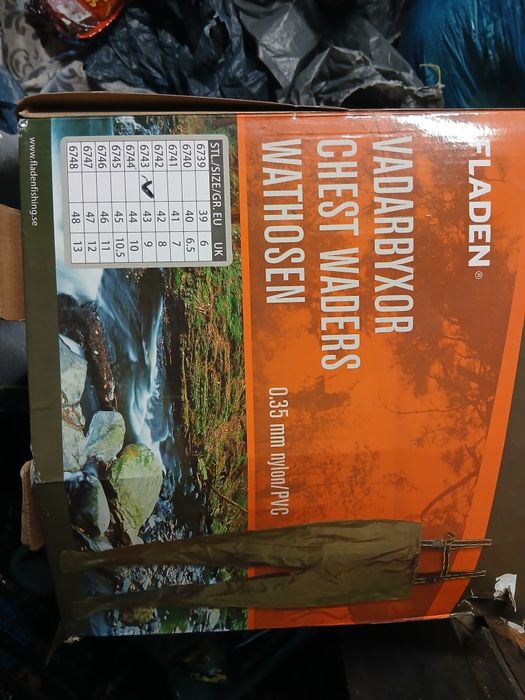 FLADEN®
VADARBYXOR
CHEST WADERS
WATHOSEN
0.35 mm nylon/PVC
STL./SIZE/GR. EU UK
6739 39 6
6740 40 6.5
6741 41 7
6742 42 8
6743 43 9
6744 44 10
6745 45 10.5
6746 46 11
6747 47 12
6748 48 13
www.fladenfishing.se